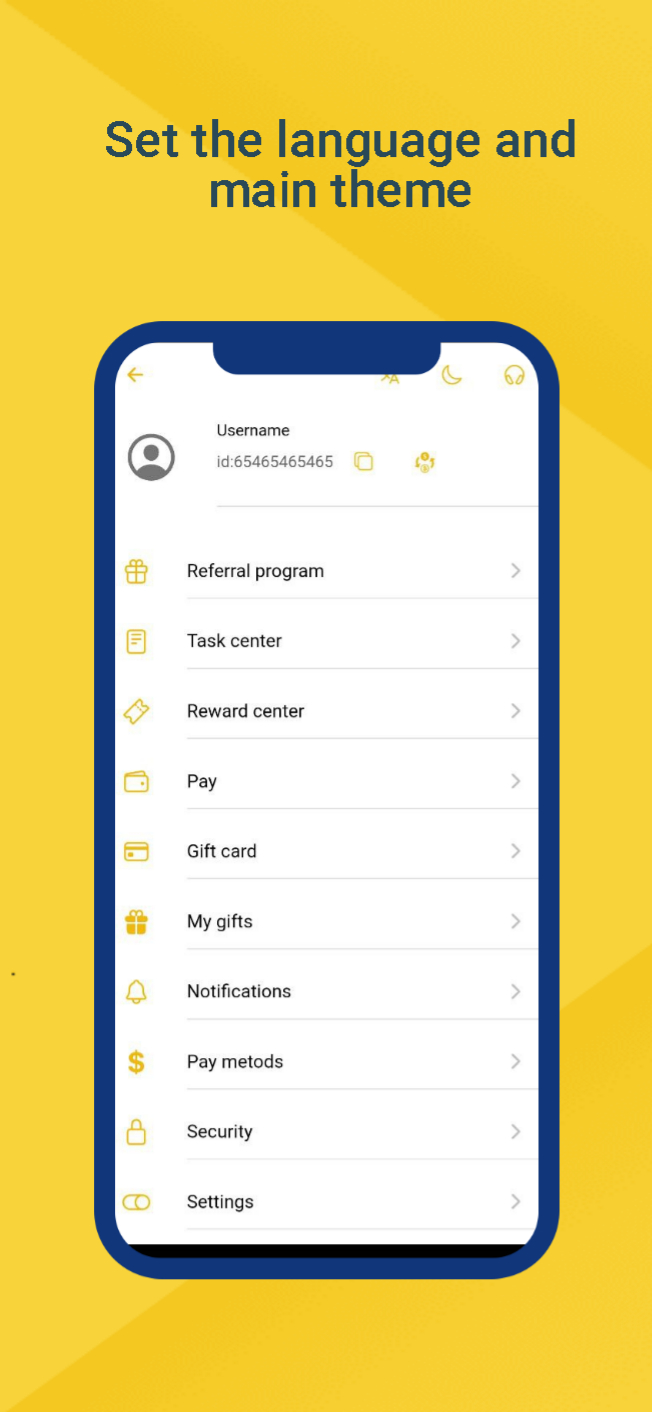 Set the language and
main theme
Username
id:65465465465
Referral program
Task center
Reward center
Pay
Gift card
My gifts
Notifications
$
Pay metods
Security
Settings